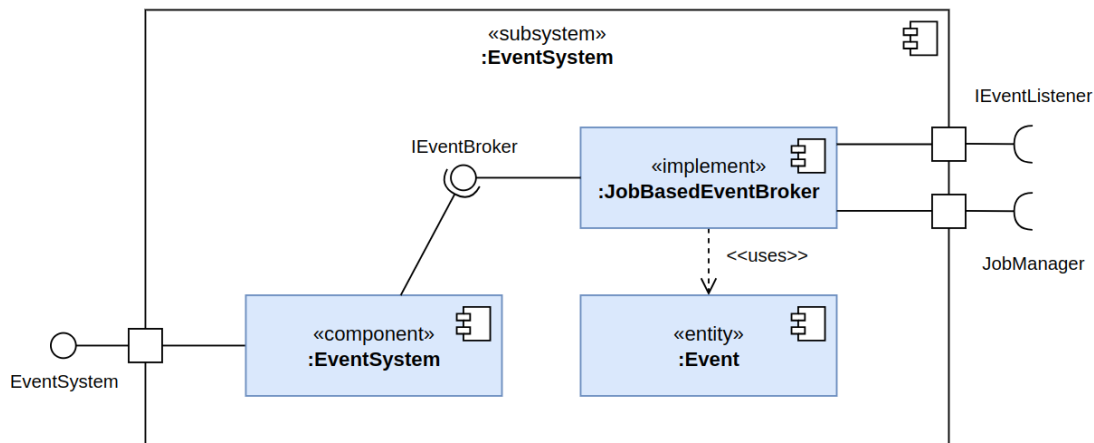 «subsystem»
:EventSystem
IEventListener
IEventBroker
«implement»
:JobBasedEventBroker
<<uses>>
JobManager
«component»
:EventSystem
«entity»
:Event
EventSystem